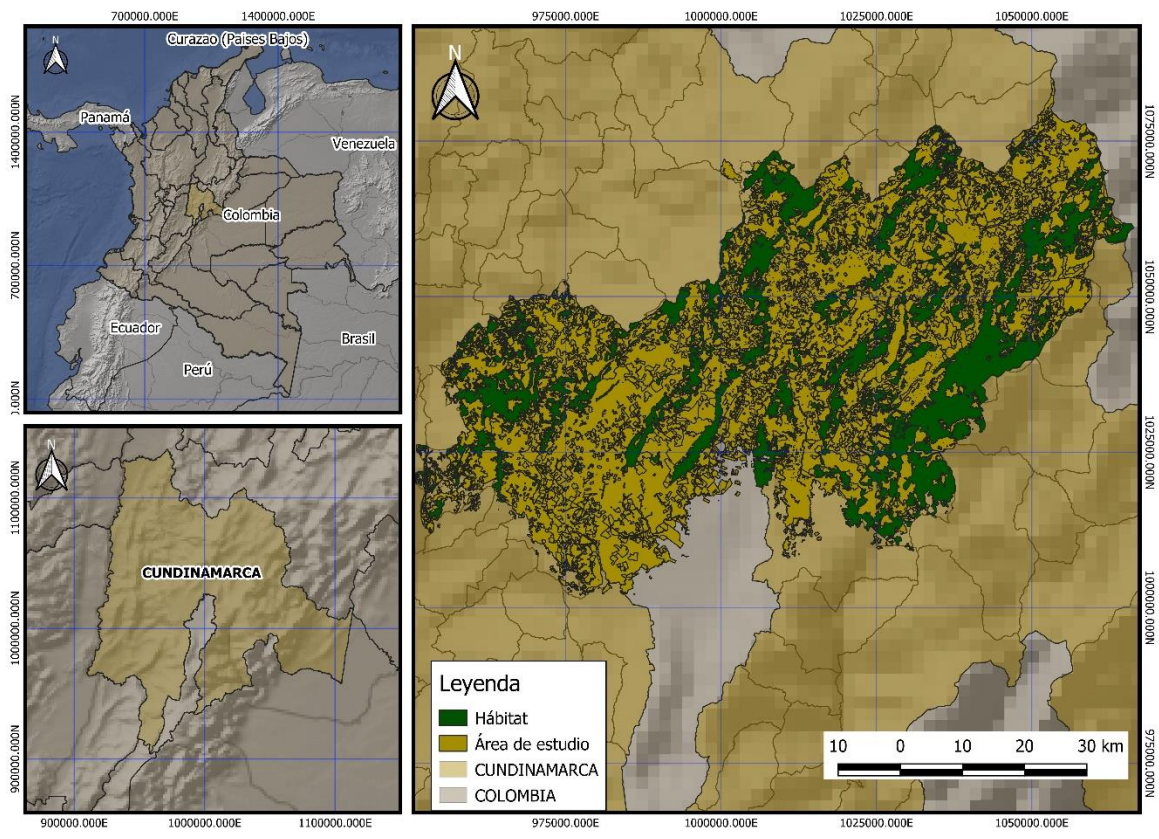 700000.000E 1400000.000E
N
Curazao (Paises Bajos)
Panamá
Venezuela
Colombia
Ecuador
Perú
Brasil
1400000.000N
700000.000N
0.000N
N
CUNDINAMARCA
1100000.000N
1000000.000N
900000.000N
900000.000E 1000000.000E 1100000.000E
975000.000E 1000000.000E 1025000.000E 1050000.000E
N
1075000.000N
1050000.000N
1025000.000N
1000000.000N
975000.000N
Leyenda
Hábitat
Área de estudio
CUNDINAMARCA
COLOMBIA
10 0 10 20 30 km
975000.000E 1000000.000E 1025000.000E 1050000.000E